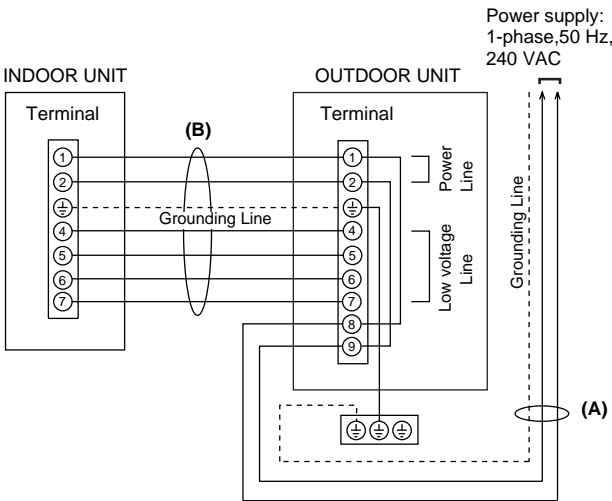 Power supply:
1-phase,50 Hz,
240 VAC
INDOOR UNIT
OUTDOOR UNIT
Terminal
Terminal
(B)
1
2
4
5
6
7
Grounding Line
1
2
4
5
6
7
8
9
Power
Line
Low voltage
Line
Grounding Line
(A)